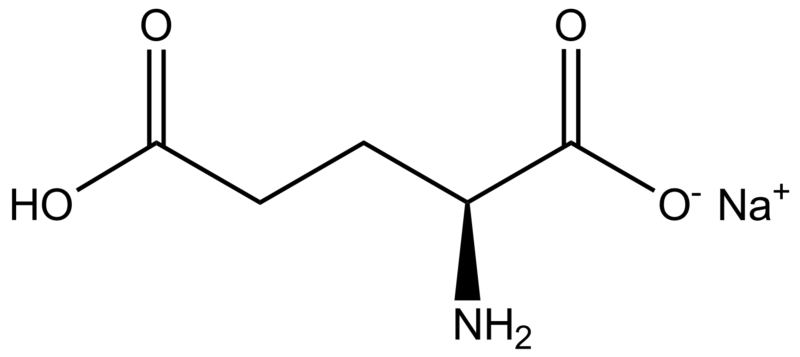 O O
HO O⁻ Na⁺
NH₂